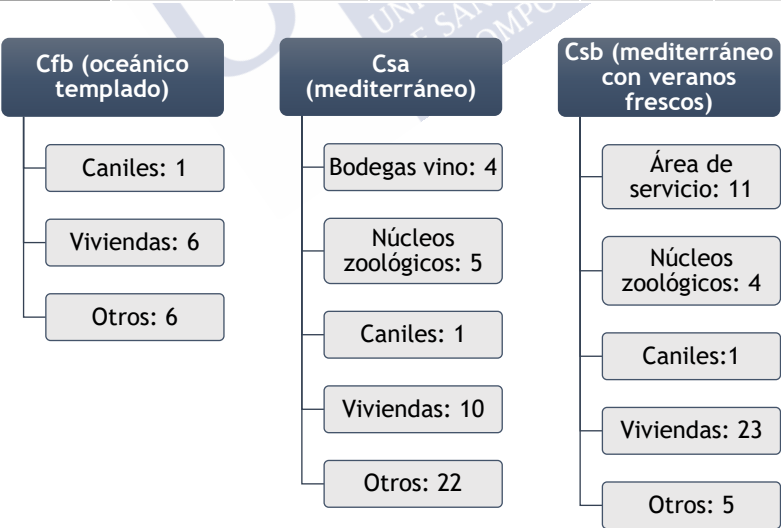 Cfb (oceánico
templado)
Caniles: 1
Viviendas: 6
Otros: 6
Csa
(mediterráneo)
Bodegas vino: 4
Núcleos
zoológicos: 5
Caniles: 1
Viviendas: 10
Otros: 22
Csb (mediterráneo
con veranos
frescos)
Área de
servicio: 11
Núcleos
zoológicos: 4
Caniles:1
Viviendas: 23
Otros: 5